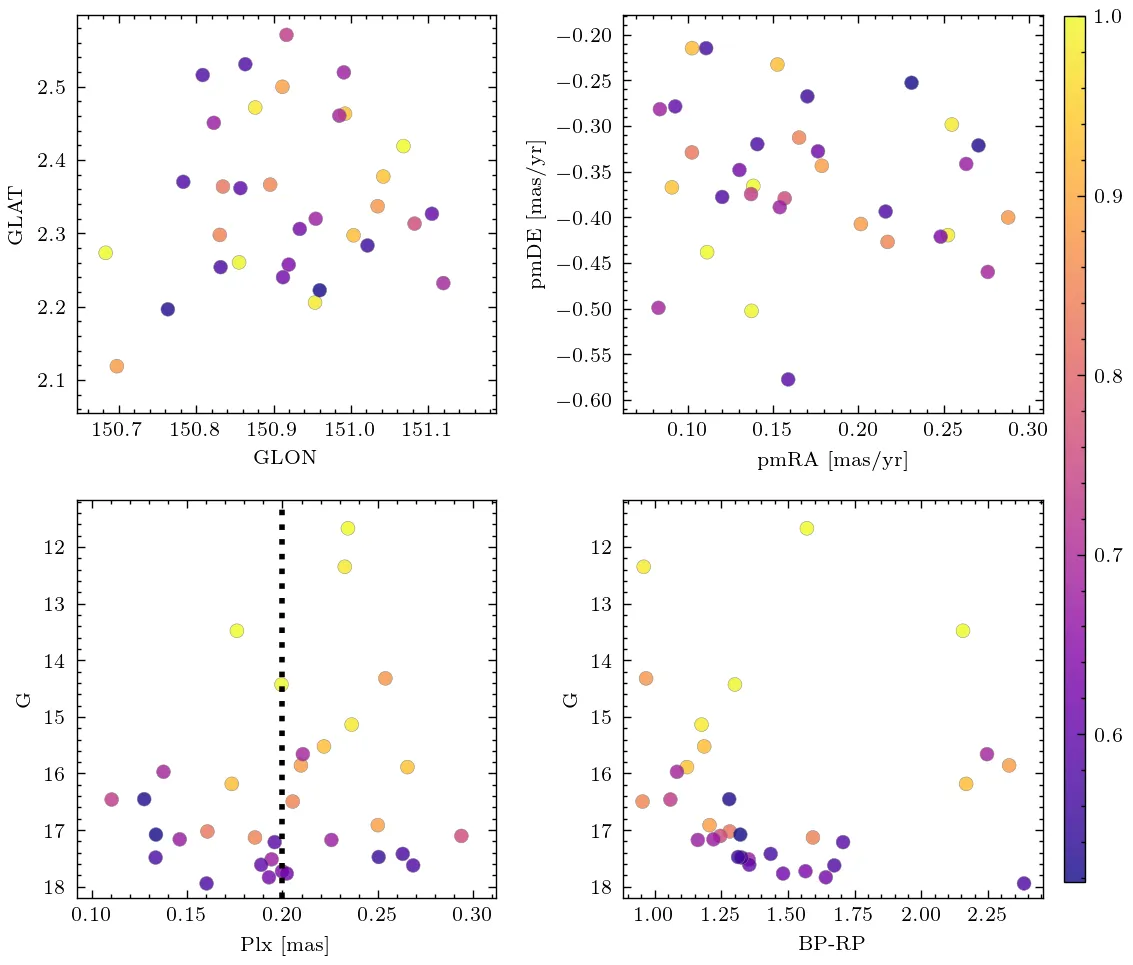 2.5
2.4
2.3
2.2
2.1
GLAT
150.7 150.8 150.9 151.0 151.1
GLON
−0.20
−0.25
−0.30
−0.35
−0.40
−0.45
−0.50
−0.55
−0.60
pmDE [mas/yr]
0.10 0.15 0.20 0.25 0.30
pmRA [mas/yr]
12
13
14
15
16
17
18
G
0.10 0.15 0.20 0.25 0.30
Plx [mas]
12
13
14
15
16
17
18
G
1.00 1.25 1.50 1.75 2.00 2.25
BP-RP
1.0
0.9
0.8
0.7
0.6